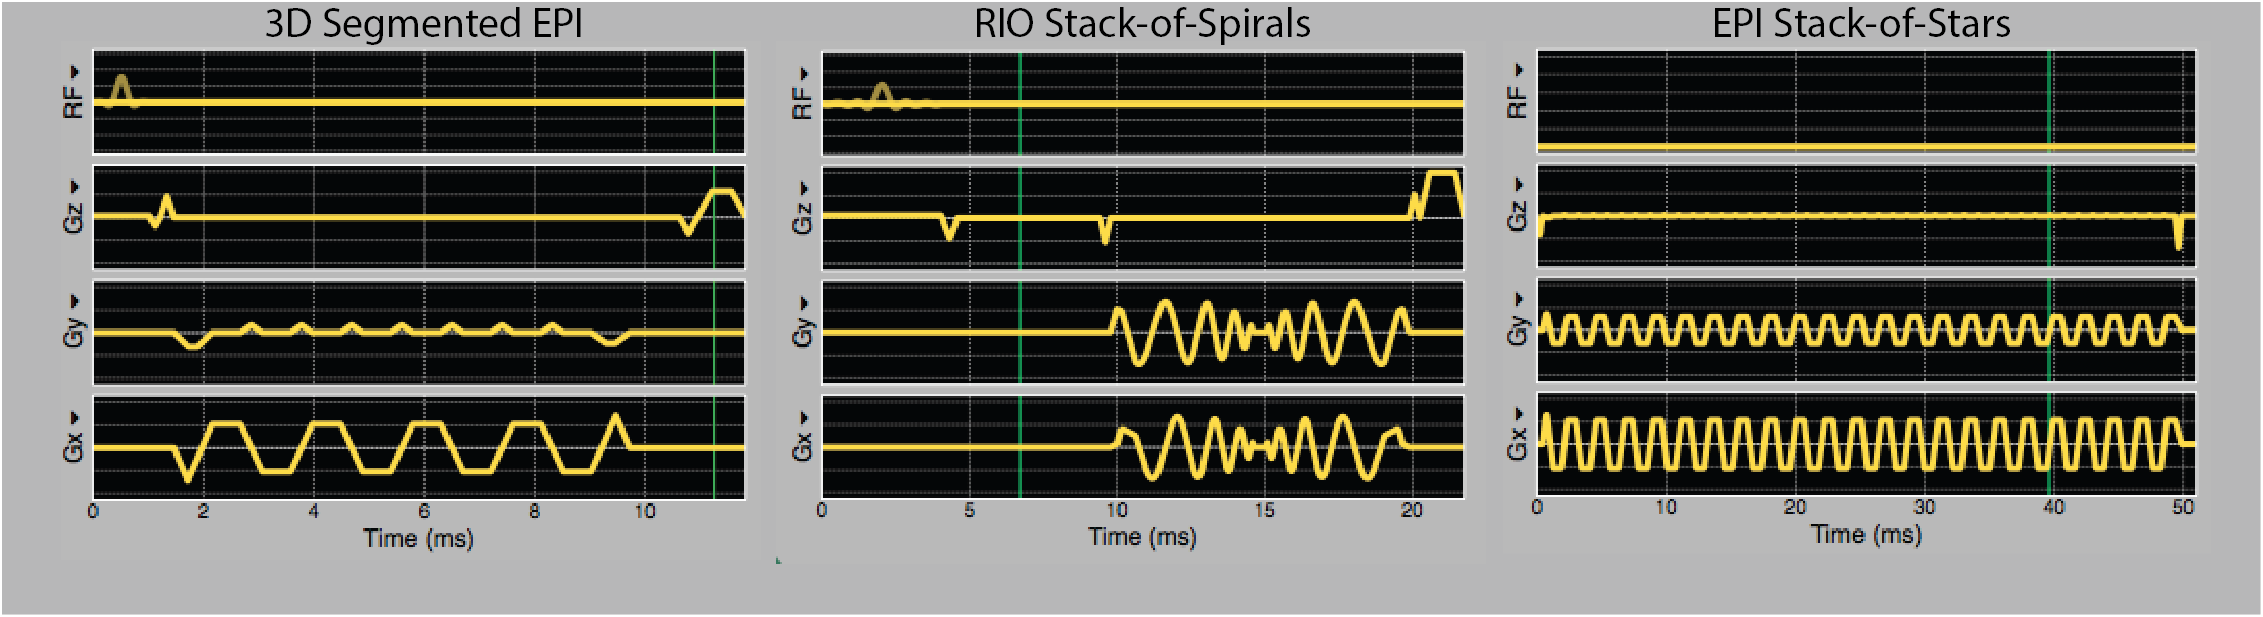 3D Segmented EPI
RF
Gz
Gy
Gx
0 2 4 6 8 10
Time (ms)
RIO Stack-of-Spirals
RF
Gz
Gy
Gx
0 5 10 15 20
Time (ms)
EPI Stack-of-Stars
RF
Gz
Gy
Gx
0 10 20 30 40 50
Time (ms)